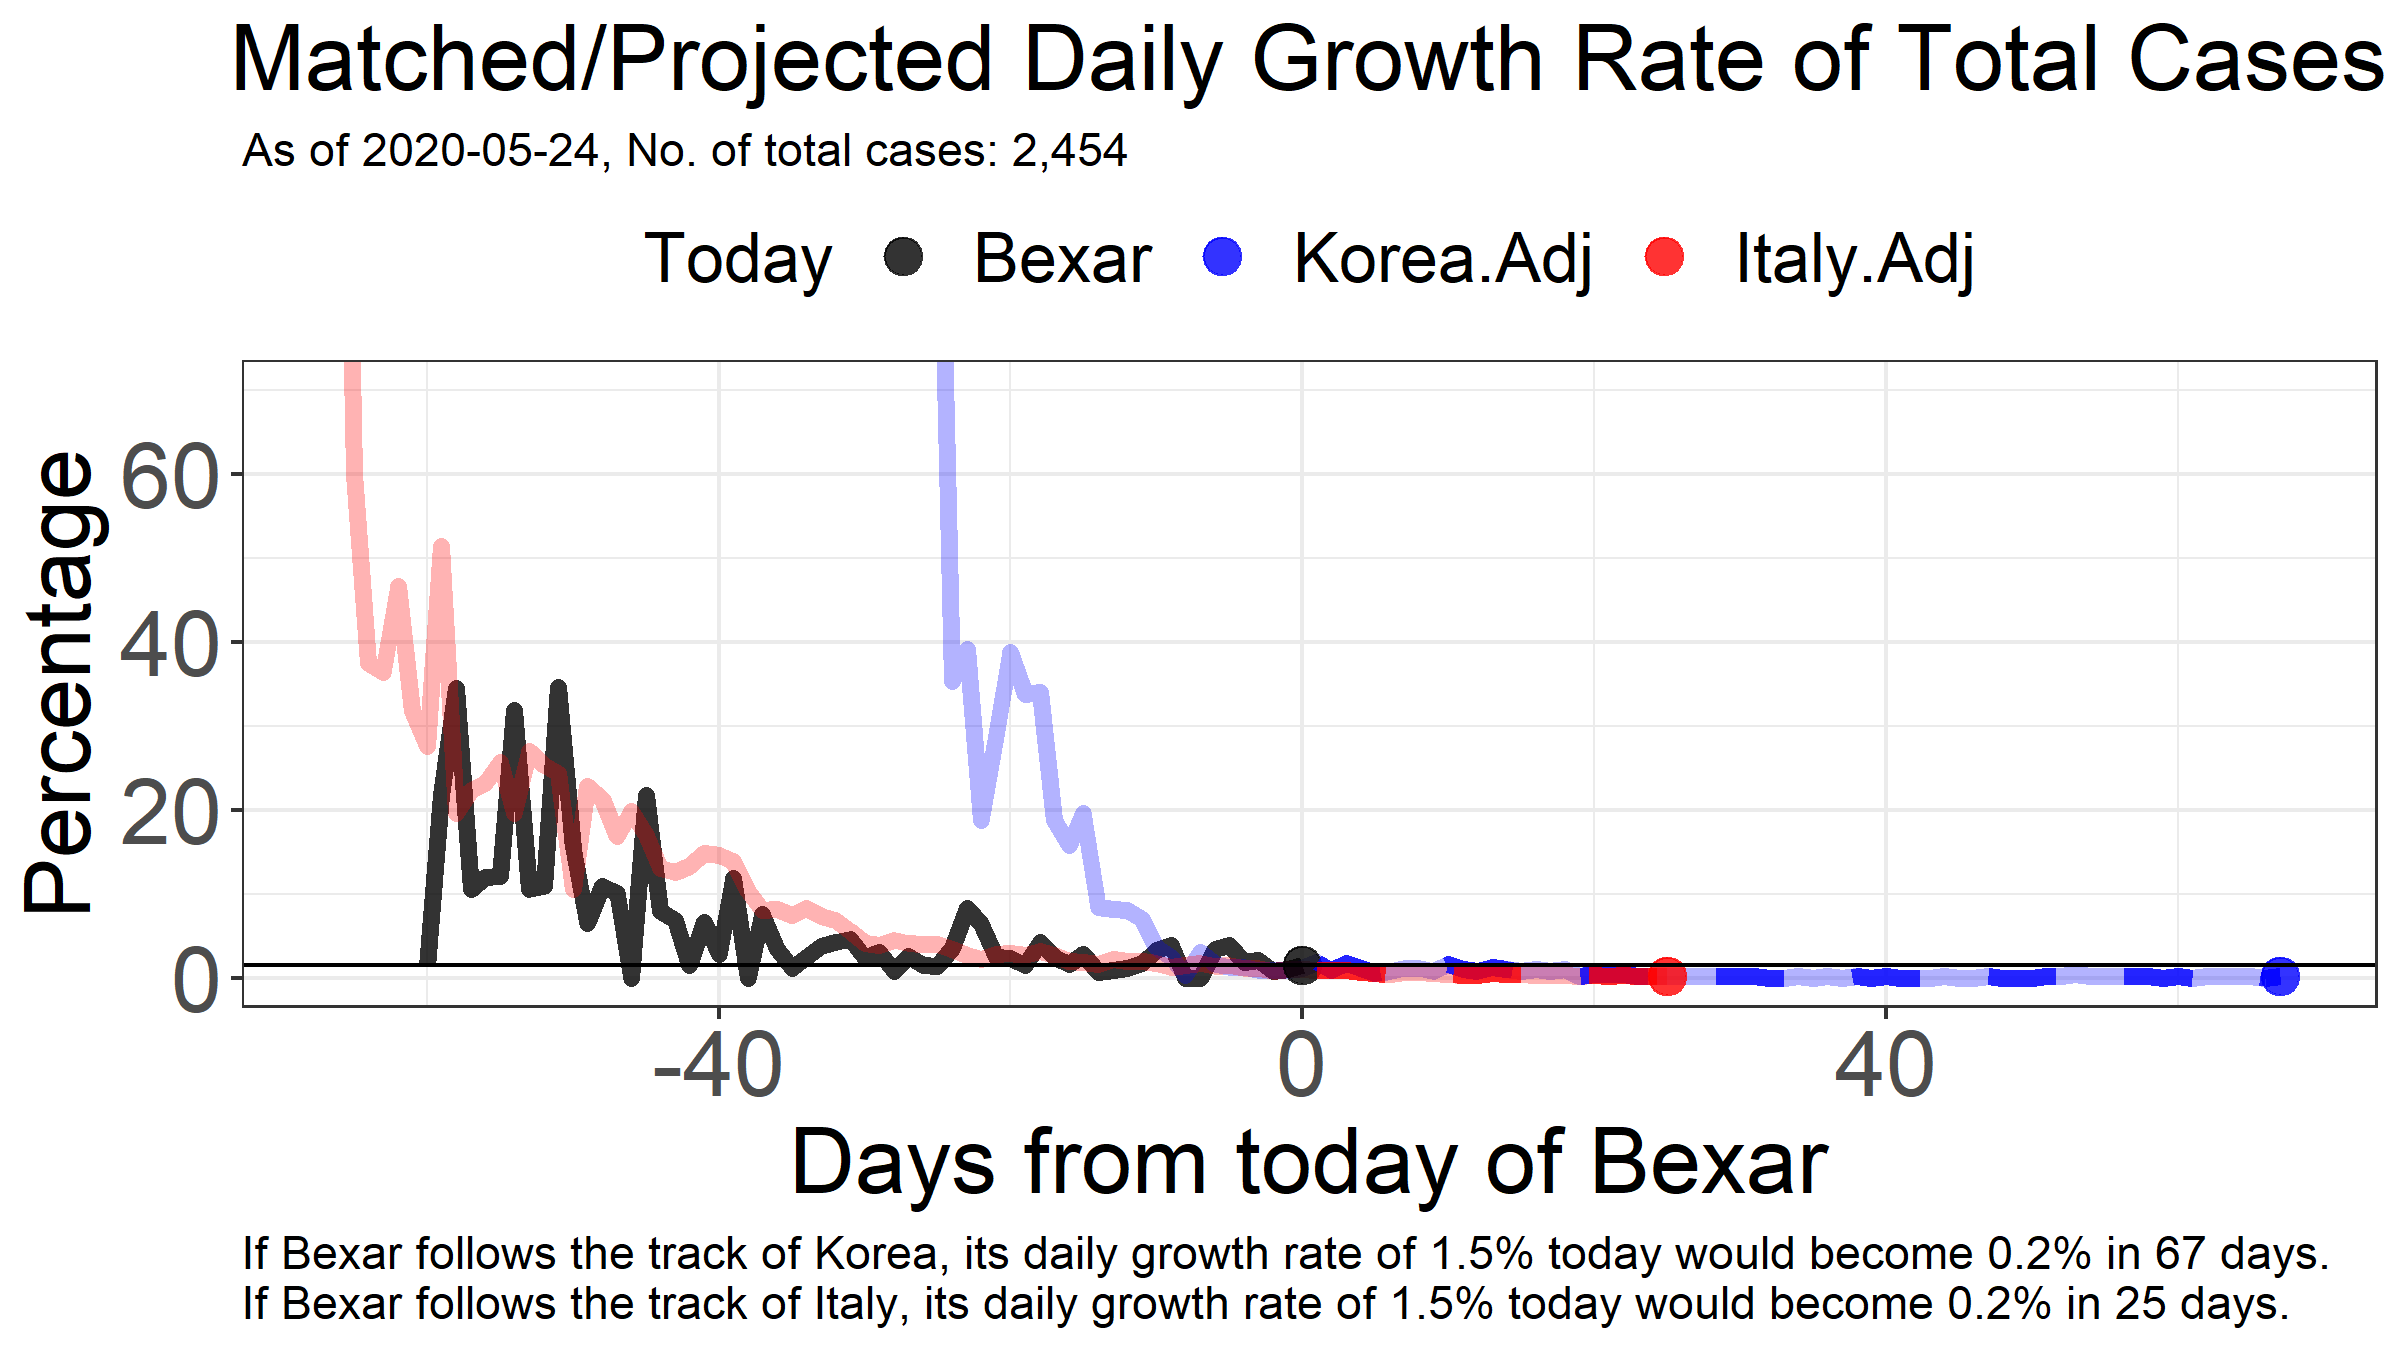 Matched/Projected Daily Growth Rate of Total Cases
As of 2020-05-24, No. of total cases: 2,454
Today Bexar Korea.Adj Italy.Adj
Percentage
60
40
20
0
-40 0 40
Days from today of Bexar
If Bexar follows the track of Korea, its daily growth rate of 1.5% today would become 0.2% in 67 days.
If Bexar follows the track of Italy, its daily growth rate of 1.5% today would become 0.2% in 25 days.